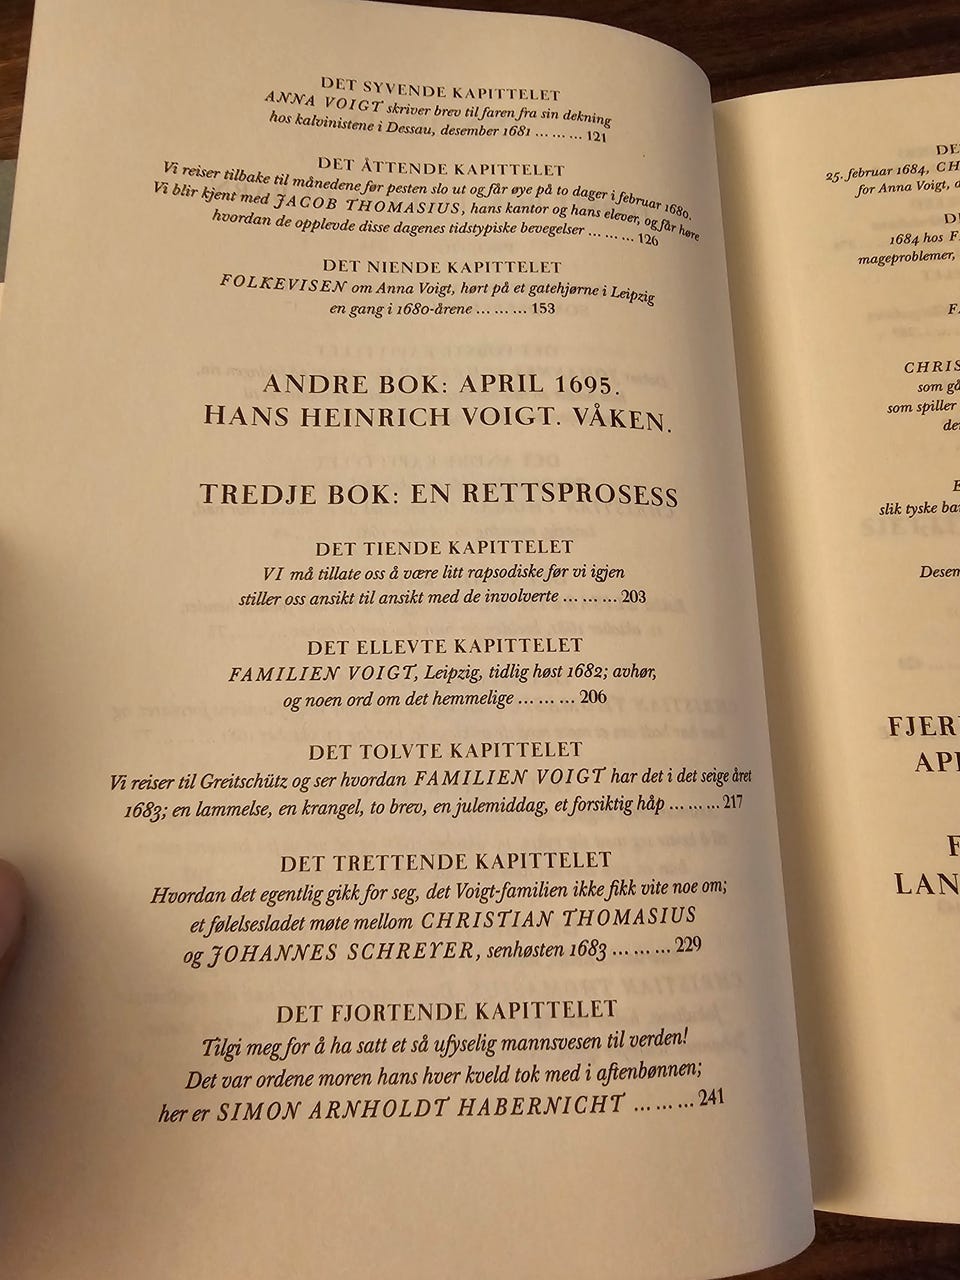 DET SYVENDE KAPITTELET
ANNA VOIGT skriver brev til faren fra sin dekning
hos kalvinistene i Dessau, desember 1681 ... ... ... 121
DET ÅTTENDE KAPITTELET
Vi reiser tilbake til månedene før pesten slo ut og får øye på to dager i februar 1680.
Vi blir kjent med JACOB THOMASIUS, hans kantor og hans elever, og får høre
hvordan de opplevde disse dagenes tidstypiske bevegelser ... ... ... 126
DET NIENDE KAPITTELET
FOLKEVISEN om Anna Voigt, hørt på et gatehjørne i Leipzig
en gang i 1680-årene ... ... ... 153
ANDRE BOK: APRIL 1695.
HANS HEINRICH VOIGT. VÅKEN.
TREDJE BOK: EN RETTSPROSESS
DET TIENDE KAPITTELET
VI må tillate oss å være litt rapsodiske før vi igjen
stiller oss ansikt til ansikt med de involverte ... ... ... 203
DET ELLEVTE KAPITTELET
FAMILIEN VOIGT, Leipzig, tidlig høst 1682; avhør,
og noen ord om det hemmelige ... ... ... 206
DET TOLVTE KAPITTELET
Vi reiser til Greitschütz og ser hvordan FAMILIEN VOIGT har det i det seige året
1683; en lammelse, en krangel, to brev, en julemiddag, et forsiktig håp ... ... ... 217
DET TRETTENDE KAPITTELET
Hvordan det egentlig gikk for seg, det Voigt-familien ikke fikk vite noe om;
et følelsesladet møte mellom CHRISTIAN THOMASIUS
og JOHANNES SCHREYER, senhøsten 1683 ... ... ... 229
DET FJORTENDE KAPITTELET
Tilgi meg for å ha satt et så ufyselig mannsvesen til verden!
Det var ordene moren hans hver kveld tok med i aftenbønnen;
her er SIMON ARNHOLDT HABERNICHT ... ... ... 241
25. februar 1684, CH
for Anna Voigt,
1684 hos F
mageproblemer,
CHRIS
som gå
som spiller
de
slik tyske ba
Desem
FJER
API
F
LAN